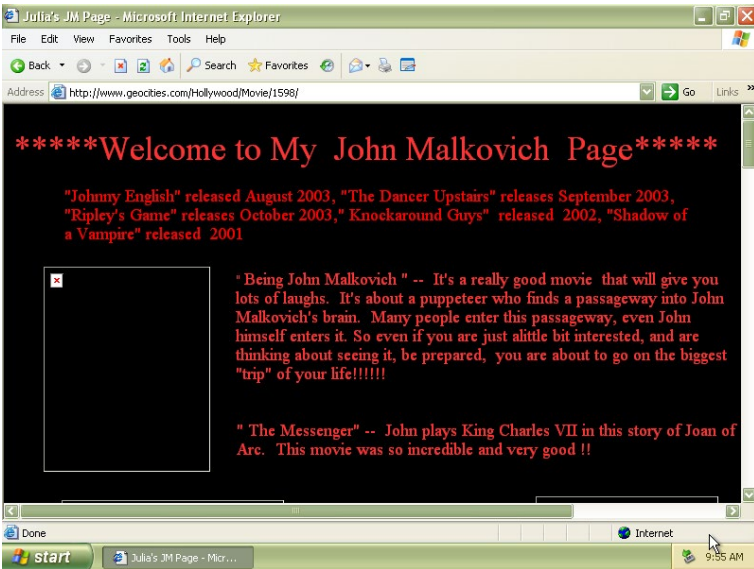 Julia's JM Page - Microsoft Internet Explorer
File Edit View Favorites Tools Help
Back Search Favorites
Address http://www.geocities.com/Hollywood/Movie/1598/ Go Links »
*****Welcome to My John Malkovich Page*****
"Johnny English" released August 2003, "The Dancer Upstairs" releases September 2003,
"Ripley's Game" releases October 2003," Knockaround Guys" released 2002, "Shadow of
a Vampire" released 2001
" Being John Malkovich " -- It's a really good movie that will give you
lots of laughs. It's about a puppeteer who finds a passageway into John
Malkovich's brain. Many people enter this passageway, even John
himself enters it. So even if you are just alittle bit interested, and are
thinking about seeing it, be prepared, you are about to go on the biggest
"trip" of your life!!!!!!
" The Messenger" -- John plays King Charles VII in this story of Joan of
Arc. This movie was so incredible and very good !!
Done Internet
start Julia's JM Page - Micr... 9:55 AM